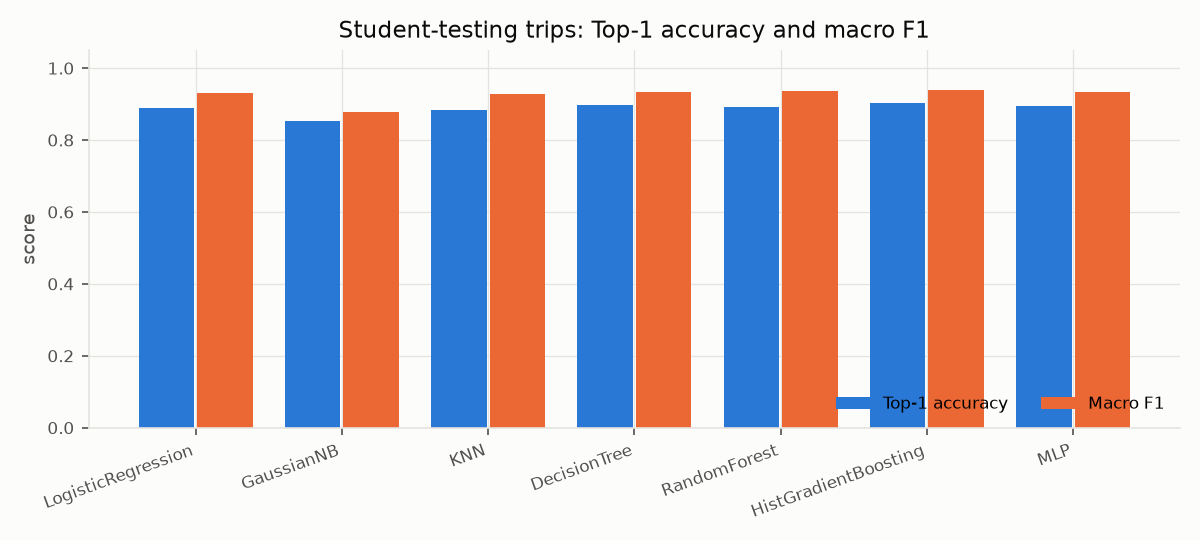 Student-testing trips: Top-1 accuracy and macro F1
score
1.0
0.8
0.6
0.4
0.2
0.0
Top-1 accuracy
Macro F1
LogisticRegression
GaussianNB
KNN
DecisionTree
RandomForest
HistGradientBoosting
MLP